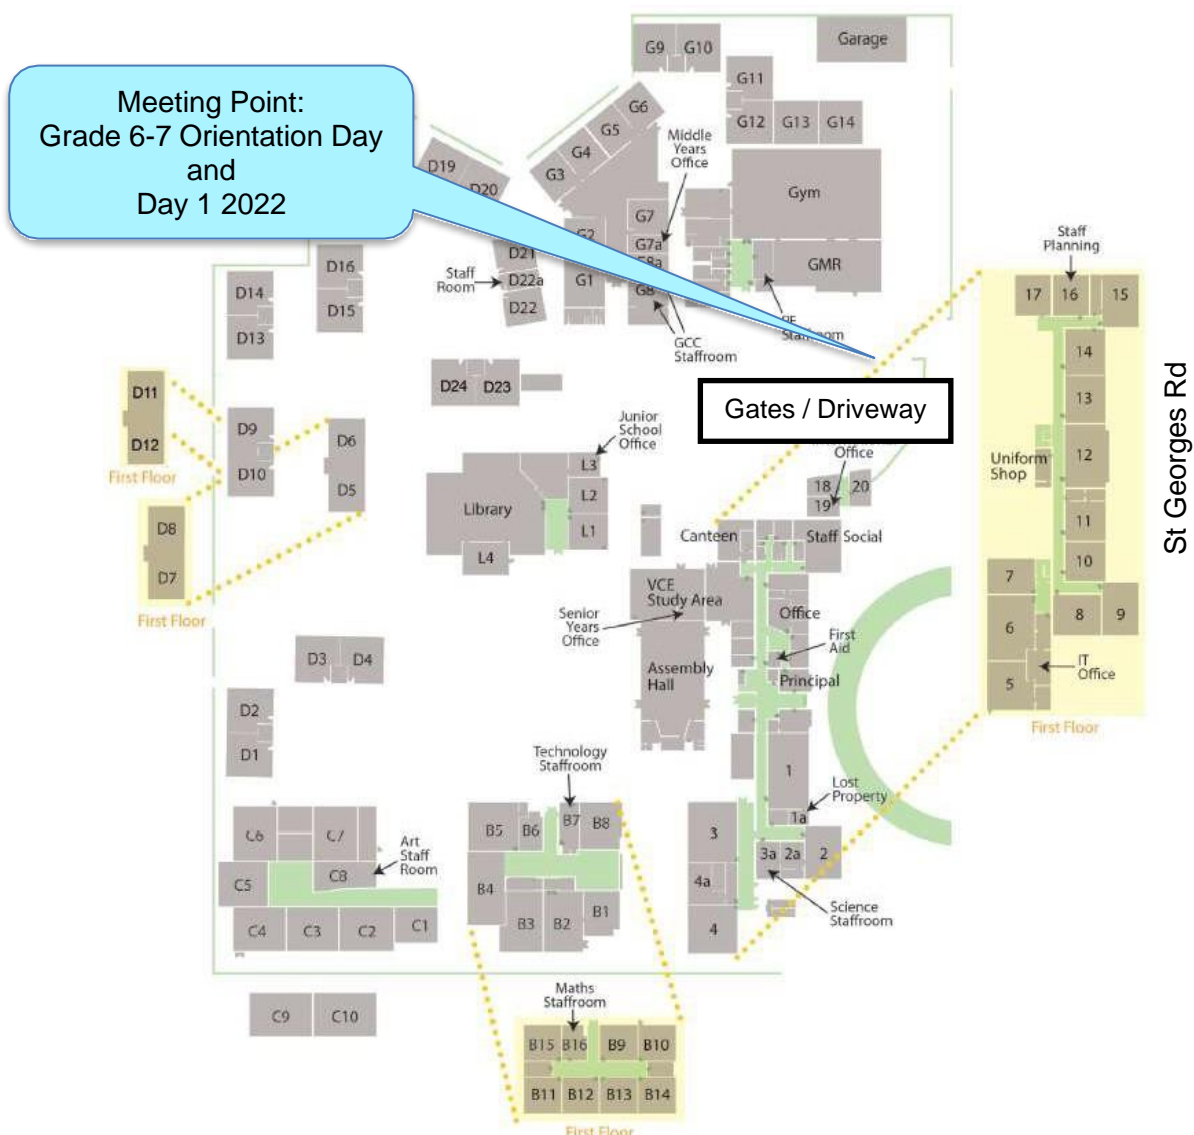 G9
G10
Garage
Meeting Point:
Grade 6-7 Orientation Day
and
Day 1 2022
G11
G12
G13
G14
G6
G5
G4
G3
Middle
Years
Office
D19
D20
Gym
G7
G2
G7a
G8a
G1
G8
GMR
D21
Staff
Room
D22a
D22
D16
D15
D14
D13
Staffroom
GCC
Staffroom
Staff
Planning
17
16
15
14
13
12
Uniform
Shop
11
10
7
8
9
6
5
IT
Office
First Floor
St Georges Rd
Gates / Driveway
D24
D23
D11
D12
First Floor
D9
D10
D6
D5
D8
D7
First Floor
Junior
School
Office
L3
L2
L1
Library
L4
Office
18
20
19
Canteen
Staff Social
VCE
Study Area
Senior
Years
Office
Office
First
Aid
Assembly
Hall
Principal
D3
D4
D2
D1
Technology
Staffroom
1
Lost
Property
1a
B5
B6
B7
B8
3
3a
2a
2
C6
C7
Art
Staff
Room
C8
C5
B4
4a
Science
Staffroom
C4
C3
C2
C1
B3
B2
B1
4
Maths
Staffroom
C9
C10
B15
B16
B9
B10
B11
B12
B13
B14
First Floor